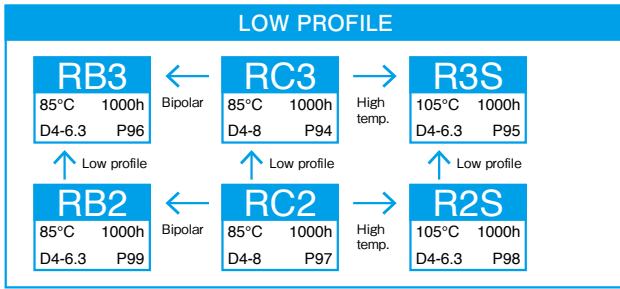 LOW PROFILE
RB3 RC3 R3S
85°C 1000h Bipolar 85°C 1000h High temp. 105°C 1000h
D4-6.3 P96 D4-8 P94 D4-6.3 P95
Low profile Low profile Low profile
RB2 RC2 R2S
85°C 1000h Bipolar 85°C 1000h High temp. 105°C 1000h
D4-6.3 P99 D4-8 P97 D4-6.3 P98